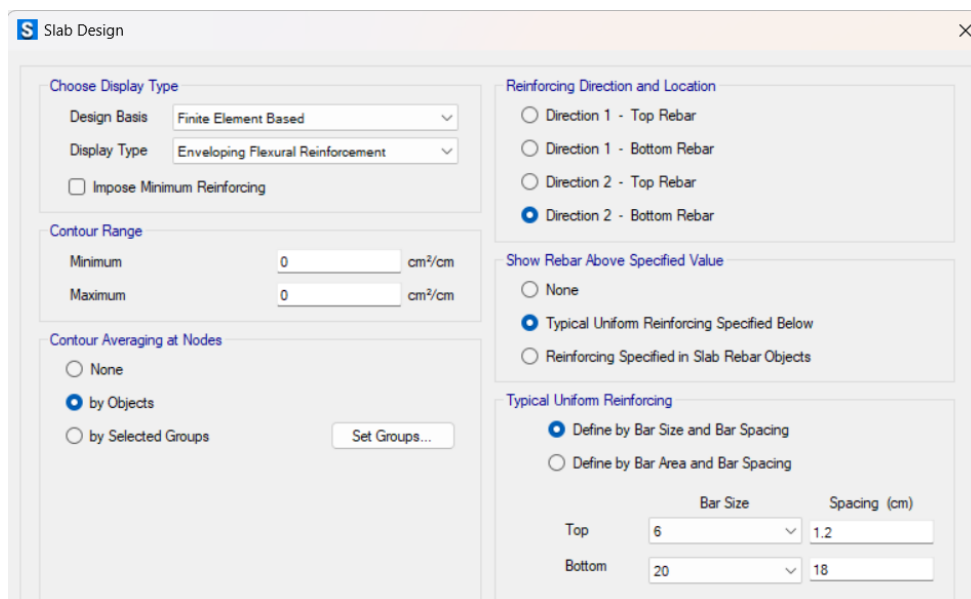 Slab Design
Choose Display Type
Design Basis Finite Element Based
Display Type Enveloping Flexural Reinforcement
Impose Minimum Reinforcing
Contour Range
Minimum 0 cm²/cm
Maximum 0 cm²/cm
Contour Averaging at Nodes
None
by Objects
by Selected Groups Set Groups...
Reinforcing Direction and Location
Direction 1 - Top Rebar
Direction 1 - Bottom Rebar
Direction 2 - Top Rebar
Direction 2 - Bottom Rebar
Show Rebar Above Specified Value
None
Typical Uniform Reinforcing Specified Below
Reinforcing Specified in Slab Rebar Objects
Typical Uniform Reinforcing
Define by Bar Size and Bar Spacing
Define by Bar Area and Bar Spacing
Bar Size Spacing (cm)
Top 6 1.2
Bottom 20 18